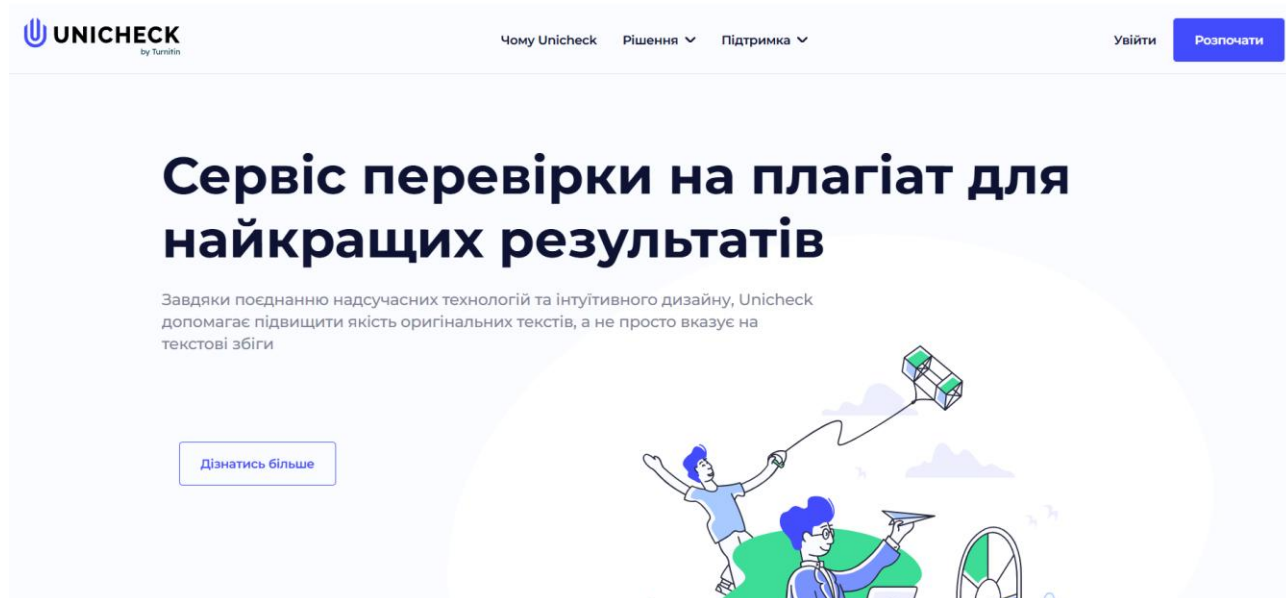 UNICHECK
by Turnitin
Чому Unicheck Рішення Підтримка
Увійти Розпочати
Сервіс перевірки на плагіат для
найкращих результатів
Завдяки поєднанню надсучасних технологій та інтуїтивного дизайну, Unicheck
допомагає підвищити якість оригінальних текстів, а не просто вказує на
текстові збіги
Дізнатись більше